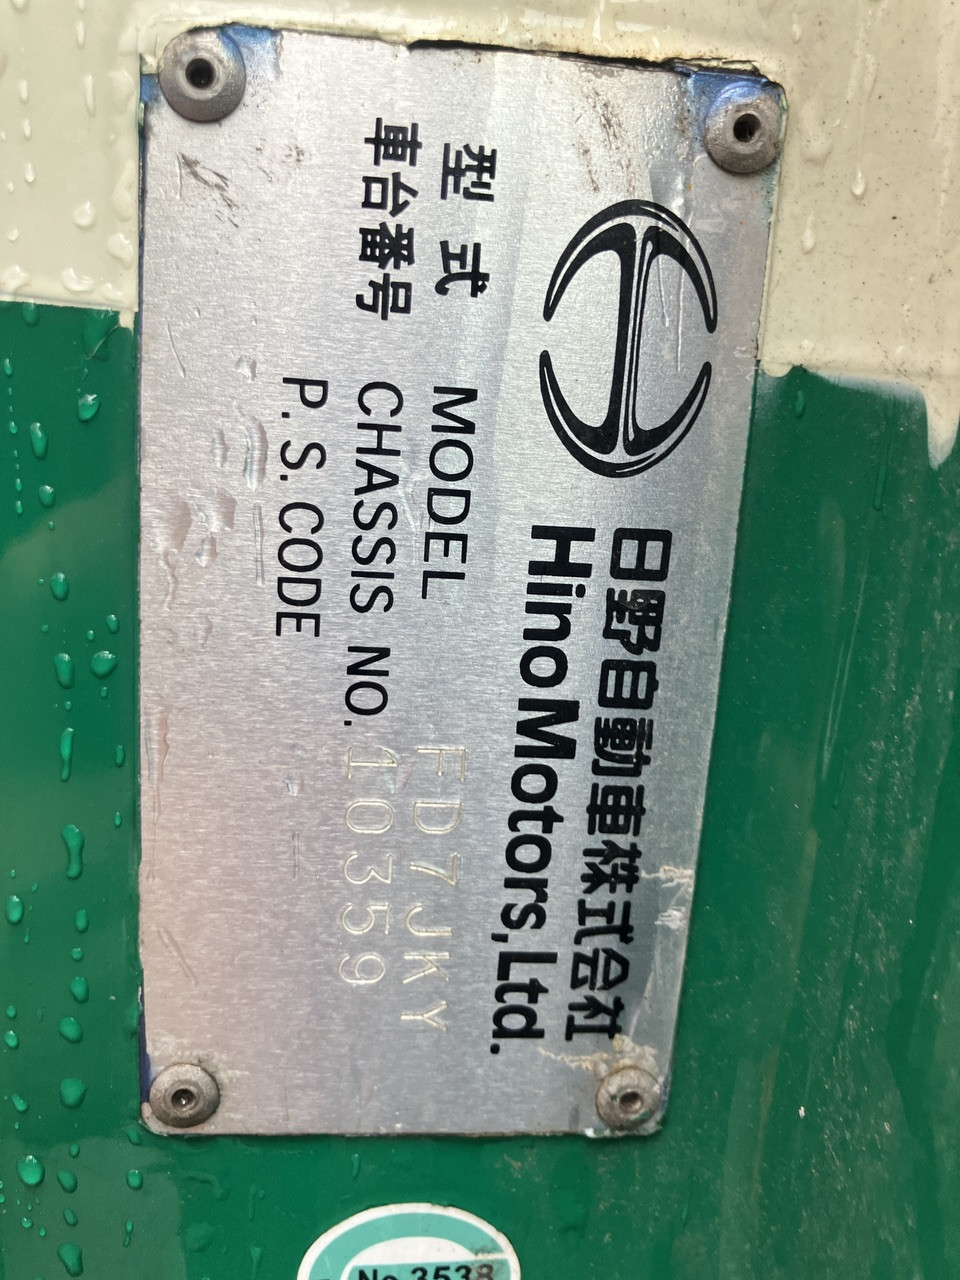 日野自動車株式会社
Hino Motors, Ltd.
型式 MODEL FD7JKY
車台番号 CHASSIS NO. 10359
P.S.CODE
No.3538